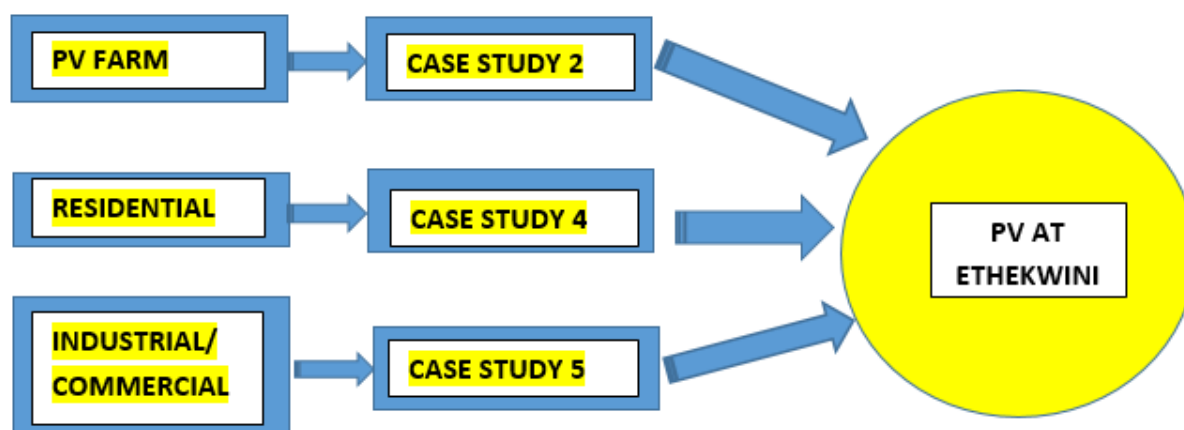 PV FARM
CASE STUDY 2
RESIDENTIAL
CASE STUDY 4
INDUSTRIAL/
COMMERCIAL
CASE STUDY 5
PV AT
ETHEKWINI